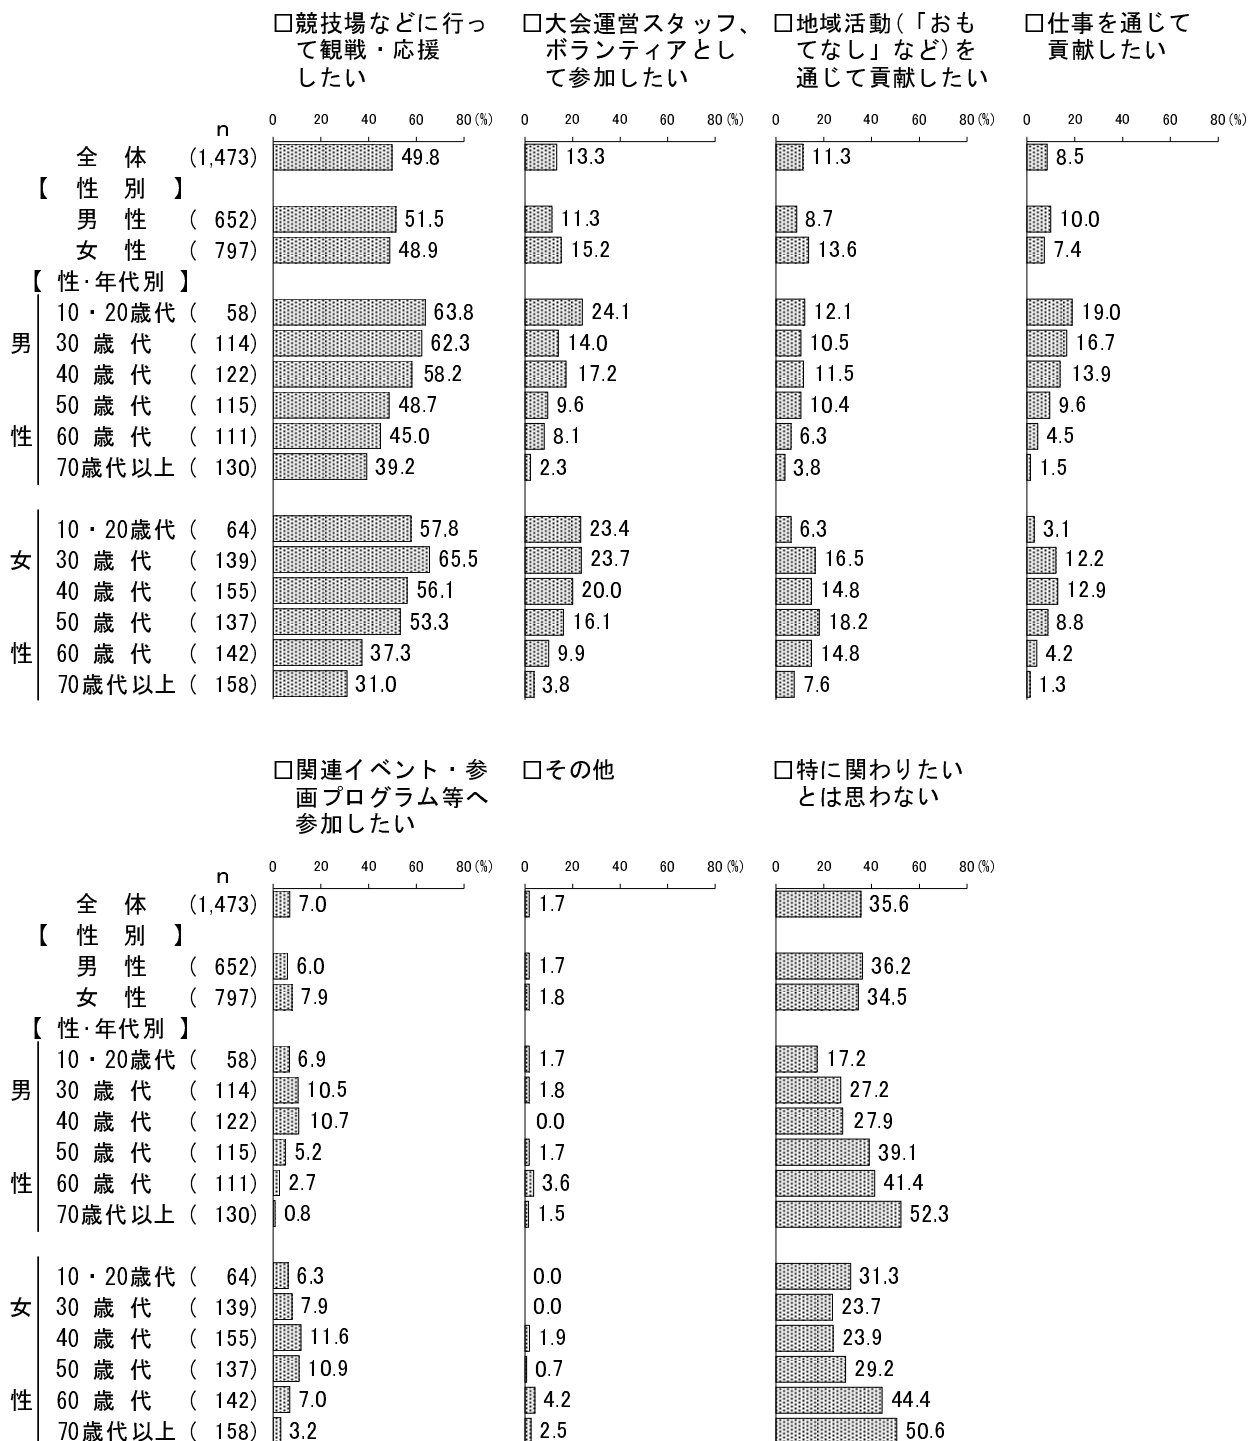 □競技場などに行っ □大会運営スタッフ、 □地域活動(「おも □仕事を通じて
て観戦・応援 ボランティアとし てなし」など)を 貢献したい
したい て参加したい 通じて貢献したい
n 0 20 40 60 80(%) 0 20 40 60 80(%) 0 20 40 60 80(%) 0 20 40 60 80(%)
全 体 (1,473) 49.8 13.3 11.3 8.5
【 性 別 】
男 性 ( 652) 51.5 11.3 8.7 10.0
女 性 ( 797) 48.9 15.2 13.6 7.4
【 性・年代別 】
10・20歳代 ( 58) 63.8 24.1 12.1 19.0
男 30 歳 代 ( 114) 62.3 14.0 10.5 16.7
40 歳 代 ( 122) 58.2 17.2 11.5 13.9
50 歳 代 ( 115) 48.7 9.6 10.4 9.6
性 60 歳 代 ( 111) 45.0 8.1 6.3 4.5
70歳代以上 ( 130) 39.2 2.3 3.8 1.5
10・20歳代 ( 64) 57.8 23.4 6.3 3.1
女 30 歳 代 ( 139) 65.5 23.7 16.5 12.2
40 歳 代 ( 155) 56.1 20.0 14.8 12.9
50 歳 代 ( 137) 53.3 16.1 18.2 8.8
性 60 歳 代 ( 142) 37.3 9.9 14.8 4.2
70歳代以上 ( 158) 31.0 3.8 7.6 1.3
□関連イベント・参 □その他 □特に関わりたい
画プログラム等へ とは思わない
参加したい
n 0 20 40 60 80(%) 0 20 40 60 80(%) 0 20 40 60 80(%)
全 体 (1,473) 7.0 1.7 35.6
【 性 別 】
男 性 ( 652) 6.0 1.7 36.2
女 性 ( 797) 7.9 1.8 34.5
【 性・年代別 】
10・20歳代 ( 58) 6.9 1.7 17.2
男 30 歳 代 ( 114) 10.5 1.8 27.2
40 歳 代 ( 122) 10.7 0.0 27.9
50 歳 代 ( 115) 5.2 1.7 39.1
性 60 歳 代 ( 111) 2.7 3.6 41.4
70歳代以上 ( 130) 0.8 1.5 52.3
10・20歳代 ( 64) 6.3 0.0 31.3
女 30 歳 代 ( 139) 7.9 0.0 23.7
40 歳 代 ( 155) 11.6 1.9 23.9
50 歳 代 ( 137) 10.9 0.7 29.2
性 60 歳 代 ( 142) 7.0 4.2 44.4
70歳代以上 ( 158) 3.2 2.5 50.6